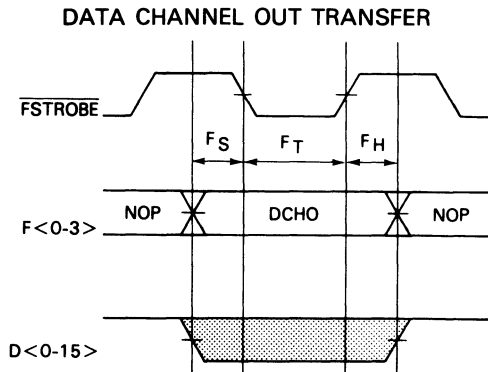 DATA CHANNEL OUT TRANSFER
FSTROBE
FS FT FH
NOP DCHO NOP
F<0-3>
D<0-15>